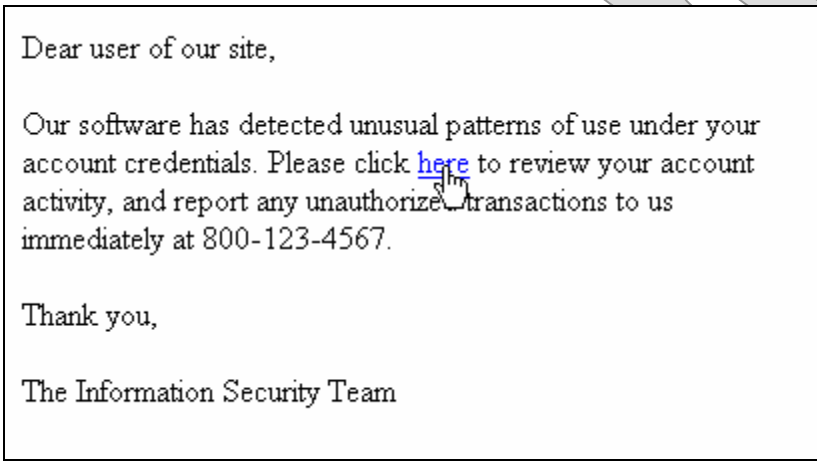 Dear user of our site,
Our software has detected unusual patterns of use under your
account credentials. Please click here to review your account
activity, and report any unauthorized transactions to us
immediately at 800-123-4567.
Thank you,
The Information Security Team